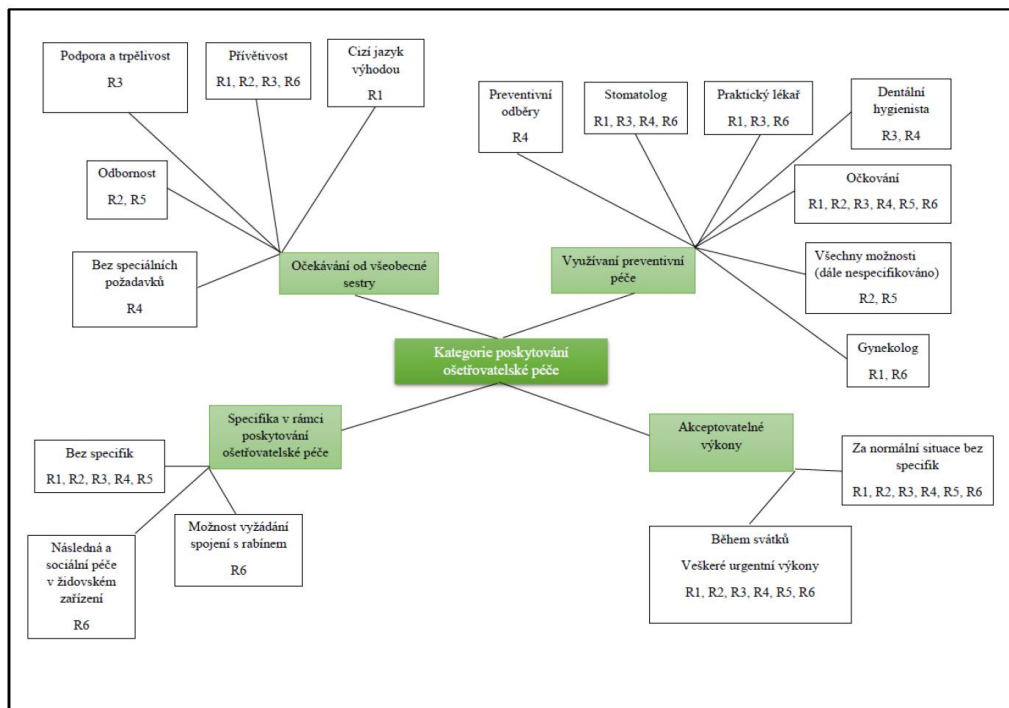 Podpora a trpělivost
R3
Přívětivost
R1, R2, R3, R6
Cizí jazyk
výhodou
R1
Odbornost
R2, R5
Bez speciálních
požadavků
R4
Očekávání od všeobecné
sestry
Preventivní
odběry
R4
Stomatolog
R1, R3, R4, R6
Praktický lékař
R1, R3, R6
Dentální
hygienista
R3, R4
Očkování
R1, R2, R3, R4, R5, R6
Všechny možnosti
(dále nespecifikováno)
R2, R5
Gynekolog
R1, R6
Využívaní preventivní
péče
Kategorie poskytování
ošetřovatelské péče
Specifika v rámci
poskytování
ošetřovatelské péče
Bez specifik
R1, R2, R3, R4, R5
Následná a
sociální péče
v židovském
zařízení
R6
Možnost vyžádání
spojení s rabínem
R6
Akceptovatelné
výkony
Za normální situace bez
specifik
R1, R2, R3, R4, R5, R6
Během svátků
Veškeré urgentní výkony
R1, R2, R3, R4, R5, R6